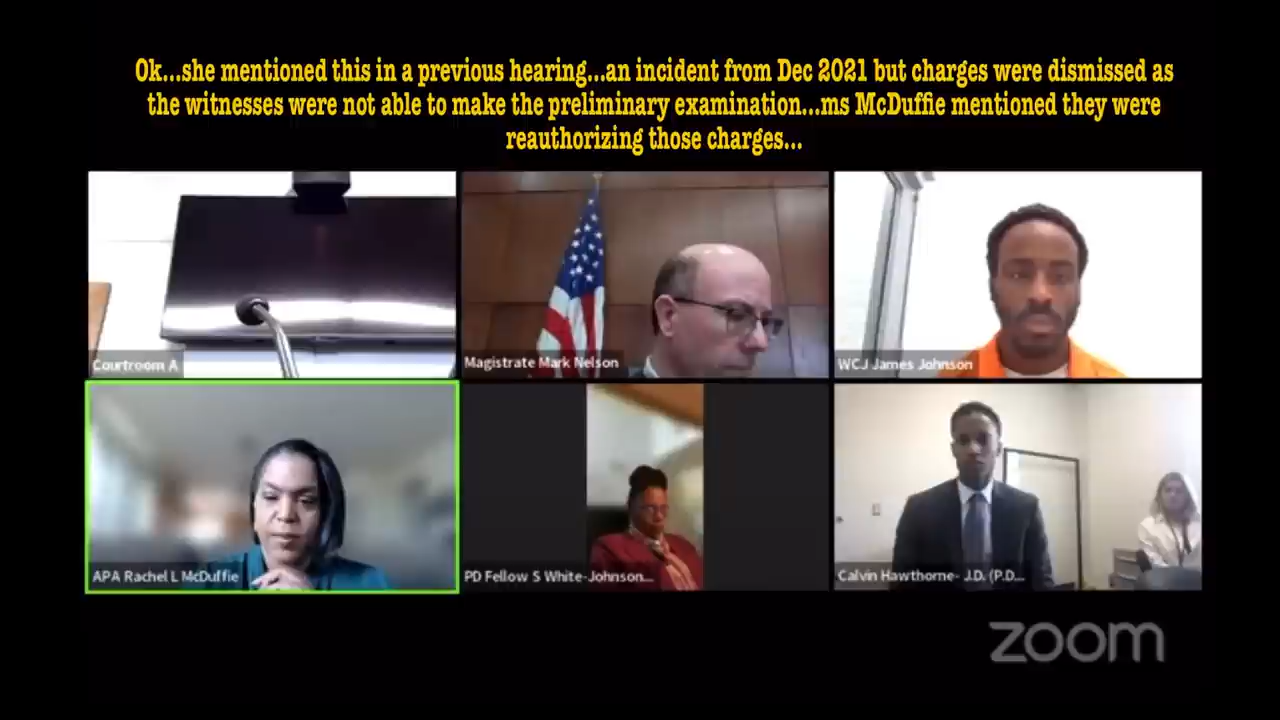 Ok...she mentioned this in a previous hearing...an incident from Dec 2021 but charges were dismissed as
the witnesses were not able to make the preliminary examination...ms McDuffie mentioned they were
reauthorizing those charges...
Courtroom A
Magistrate Mark Nelson
WCJ James Johnson
APA Rachel L McDuffie
PD Fellow S White-Johnson...
Calvin Hawthorne- J.D. (P.D...
zoom